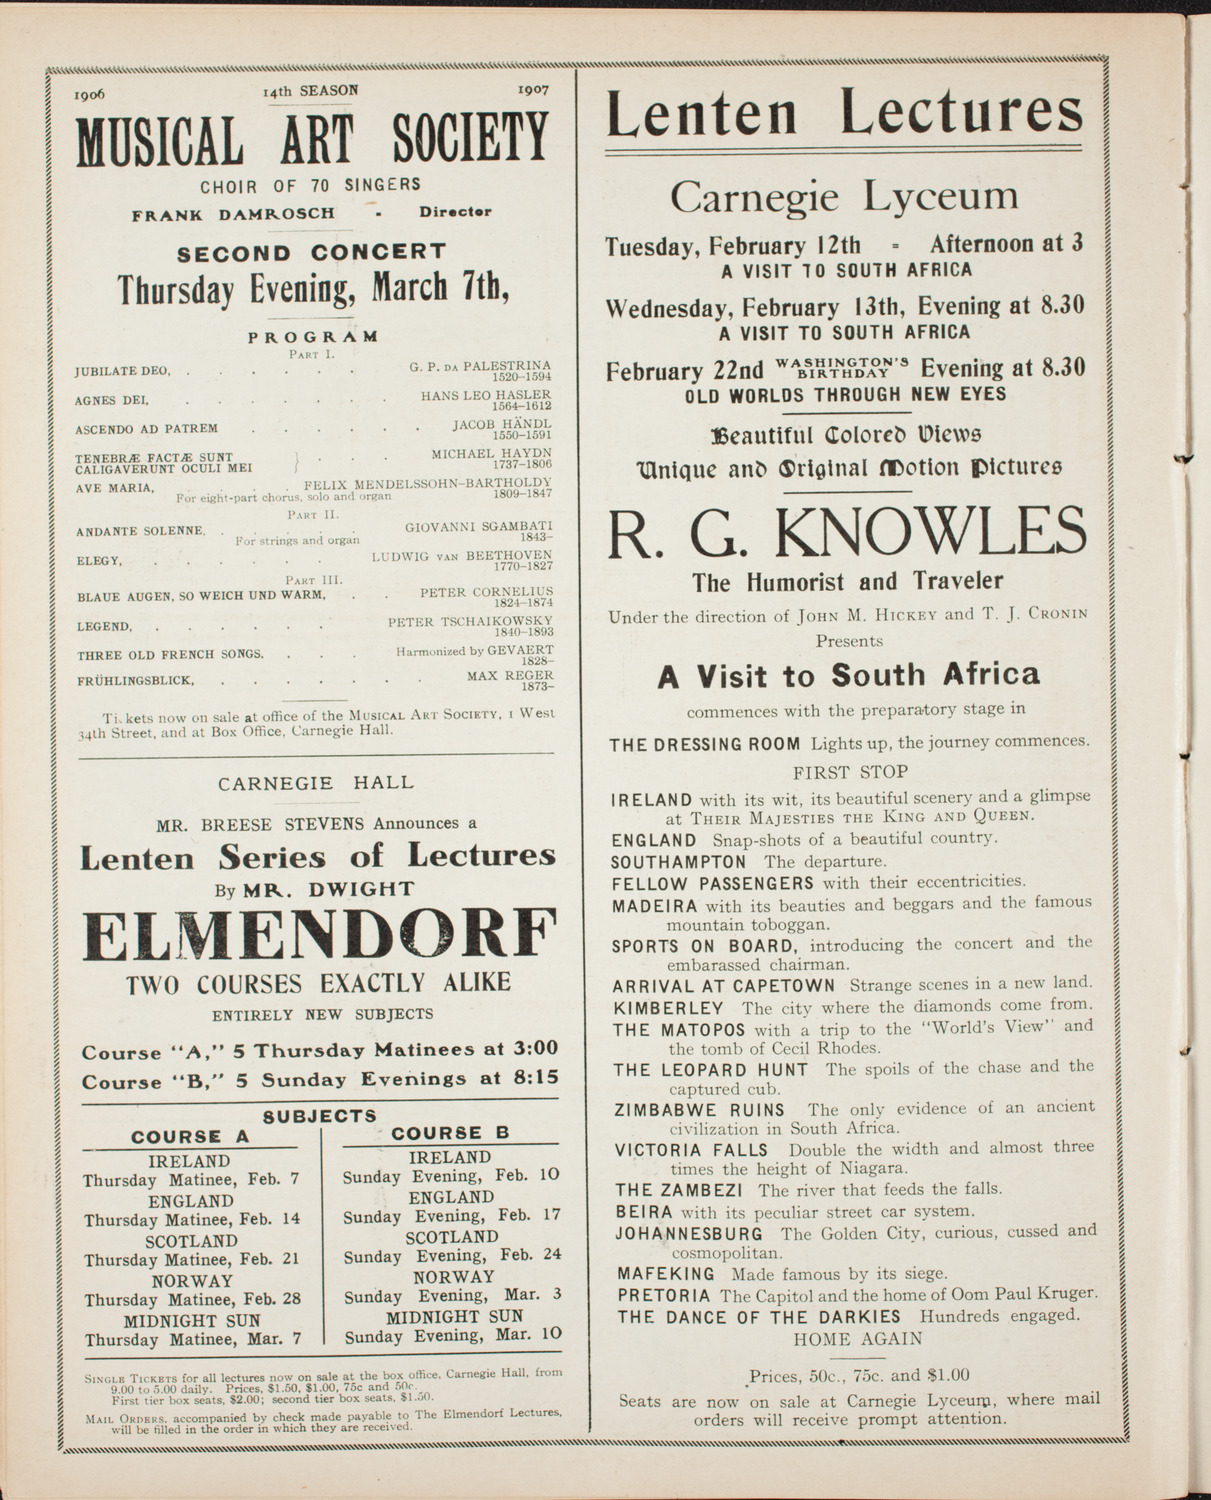 1906 14th SEASON 1907
MUSICAL ART SOCIETY
CHOIR OF 70 SINGERS
FRANK DAMROSCH - Director
SECOND CONCERT
Thursday Evening, March 7th,
PROGRAM
PART I.
JUBILATE DEO, . . . . . . G. P. DA PALESTRINA
1520–1594
AGNES DEI, . . . . . . . HANS LEO HASLER
1564–1612
ASCENDO AD PATREM . . . . . . JACOB HÄNDL
1550–1591
TENEBRÆ FACTÆ SUNT
CALIGAVERUNT OCULI MEI } . . . MICHAEL HAYDN
1737–1806
AVE MARIA, . . . . FELIX MENDELSSOHN–BARTHOLDY
For eight-part chorus, solo and organ 1809–1847
PART II.
ANDANTE SOLENNE, . . . . GIOVANNI SGAMBATI
For strings and organ 1843–
ELEGY, . . . . . . LUDWIG VAN BEETHOVEN
1770–1827
PART III.
BLAUE AUGEN, SO WEICH UND WARM, . . PETER CORNELIUS
1824–1874
LEGEND, . . . . . . PETER TSCHAIKOWSKY
1840–1893
THREE OLD FRENCH SONGS. . . . Harmonized by GEVAERT
1828–
FRÜHLINGSBLICK, . . . . . . . MAX REGER
1873–
Tickets now on sale at office of the MUSICAL ART SOCIETY, 1 West
34th Street, and at Box Office, Carnegie Hall.
CARNEGIE HALL
MR. BREESE STEVENS Announces a
Lenten Series of Lectures
By MR. DWIGHT
ELMENDORF
TWO COURSES EXACTLY ALIKE
ENTIRELY NEW SUBJECTS
Course "A," 5 Thursday Matinees at 3:00
Course "B," 5 Sunday Evenings at 8:15
SUBJECTS
COURSE A
IRELAND
Thursday Matinee, Feb. 7
ENGLAND
Thursday Matinee, Feb. 14
SCOTLAND
Thursday Matinee, Feb. 21
NORWAY
Thursday Matinee, Feb. 28
MIDNIGHT SUN
Thursday Matinee, Mar. 7
COURSE B
IRELAND
Sunday Evening, Feb. 10
ENGLAND
Sunday Evening, Feb. 17
SCOTLAND
Sunday Evening, Feb. 24
NORWAY
Sunday Evening, Mar. 3
MIDNIGHT SUN
Sunday Evening, Mar. 10
SINGLE TICKETS for all lectures now on sale at the box office, Carnegie Hall, from
9.00 to 5.00 daily. Prices, $1.50, $1.00, 75c and 50c.
First tier box seats, $2.00; second tier box seats, $1.50.
MAIL ORDERS, accompanied by check made payable to The Elmendorf Lectures,
will be filled in the order in which they are received.
Lenten Lectures
Carnegie Lyceum
Tuesday, February 12th - Afternoon at 3
A VISIT TO SOUTH AFRICA
Wednesday, February 13th, Evening at 8.30
A VISIT TO SOUTH AFRICA
February 22nd WASHINGTON'S BIRTHDAY Evening at 8.30
OLD WORLDS THROUGH NEW EYES
Beautiful Colored Views
Unique and Original Motion Pictures
R. G. KNOWLES
The Humorist and Traveler
Under the direction of JOHN M. HICKEY and T. J. CRONIN
Presents
A Visit to South Africa
commences with the preparatory stage in
THE DRESSING ROOM Lights up, the journey commences.
FIRST STOP
IRELAND with its wit, its beautiful scenery and a glimpse
at THEIR MAJESTIES THE KING AND QUEEN.
ENGLAND Snap-shots of a beautiful country.
SOUTHAMPTON The departure.
FELLOW PASSENGERS with their eccentricities.
MADEIRA with its beauties and beggars and the famous
mountain toboggan.
SPORTS ON BOARD, introducing the concert and the
embarassed chairman.
ARRIVAL AT CAPETOWN Strange scenes in a new land.
KIMBERLEY The city where the diamonds come from.
THE MATOPOS with a trip to the "World's View" and
the tomb of Cecil Rhodes.
THE LEOPARD HUNT The spoils of the chase and the
captured cub.
ZIMBABWE RUINS The only evidence of an ancient
civilization in South Africa.
VICTORIA FALLS Double the width and almost three
times the height of Niagara.
THE ZAMBEZI The river that feeds the falls.
BEIRA with its peculiar street car system.
JOHANNESBURG The Golden City, curious, cussed and
cosmopolitan.
MAFEKING Made famous by its siege.
PRETORIA The Capitol and the home of Oom Paul Kruger.
THE DANCE OF THE DARKIES Hundreds engaged.
HOME AGAIN
Prices, 50c., 75c. and $1.00
Seats are now on sale at Carnegie Lyceum, where mail
orders will receive prompt attention.